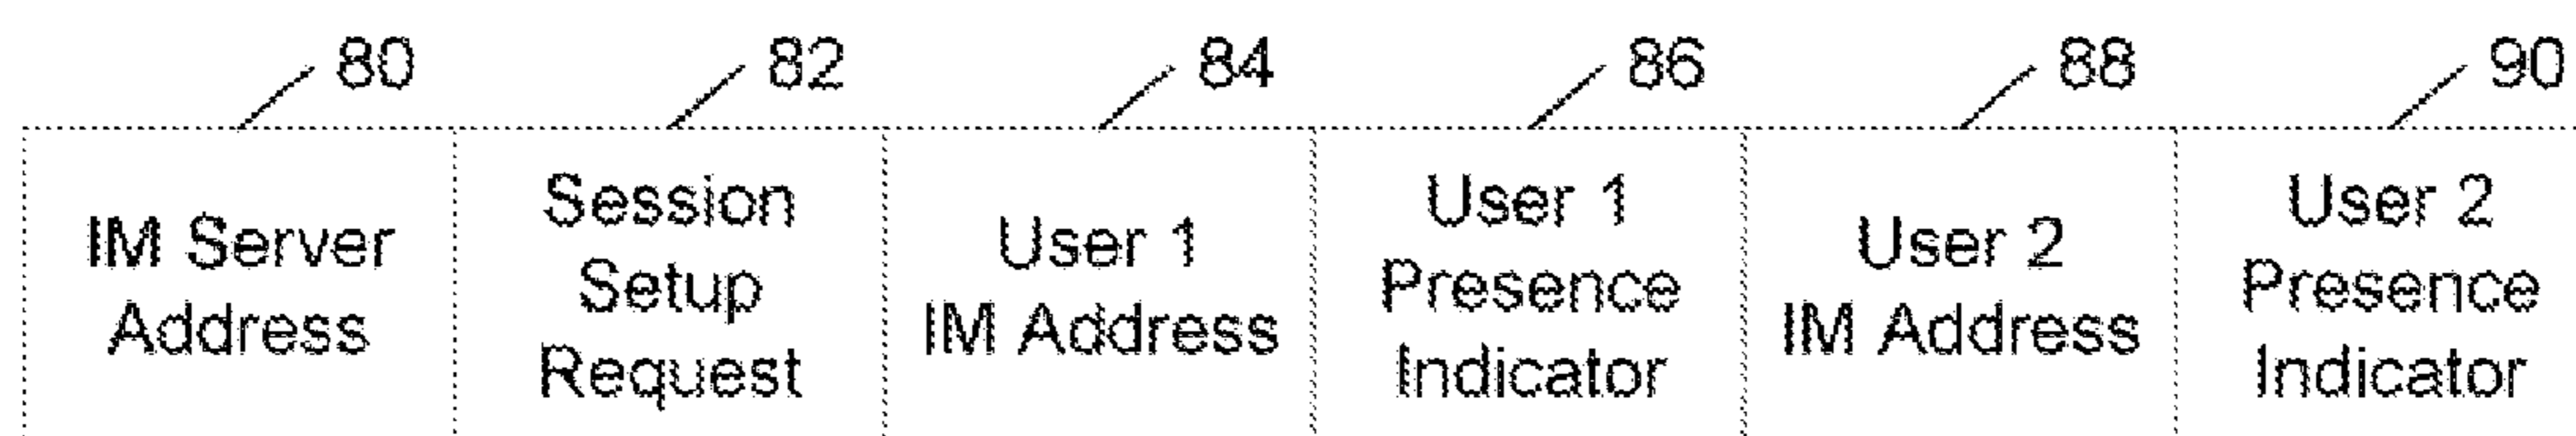 80 82 84 86 88 90
IM Server
Address
Session
Setup
Request
User 1
IM Address
User 1
Presence
Indicator
User 2
IM Address
User 2
Presence
Indicator